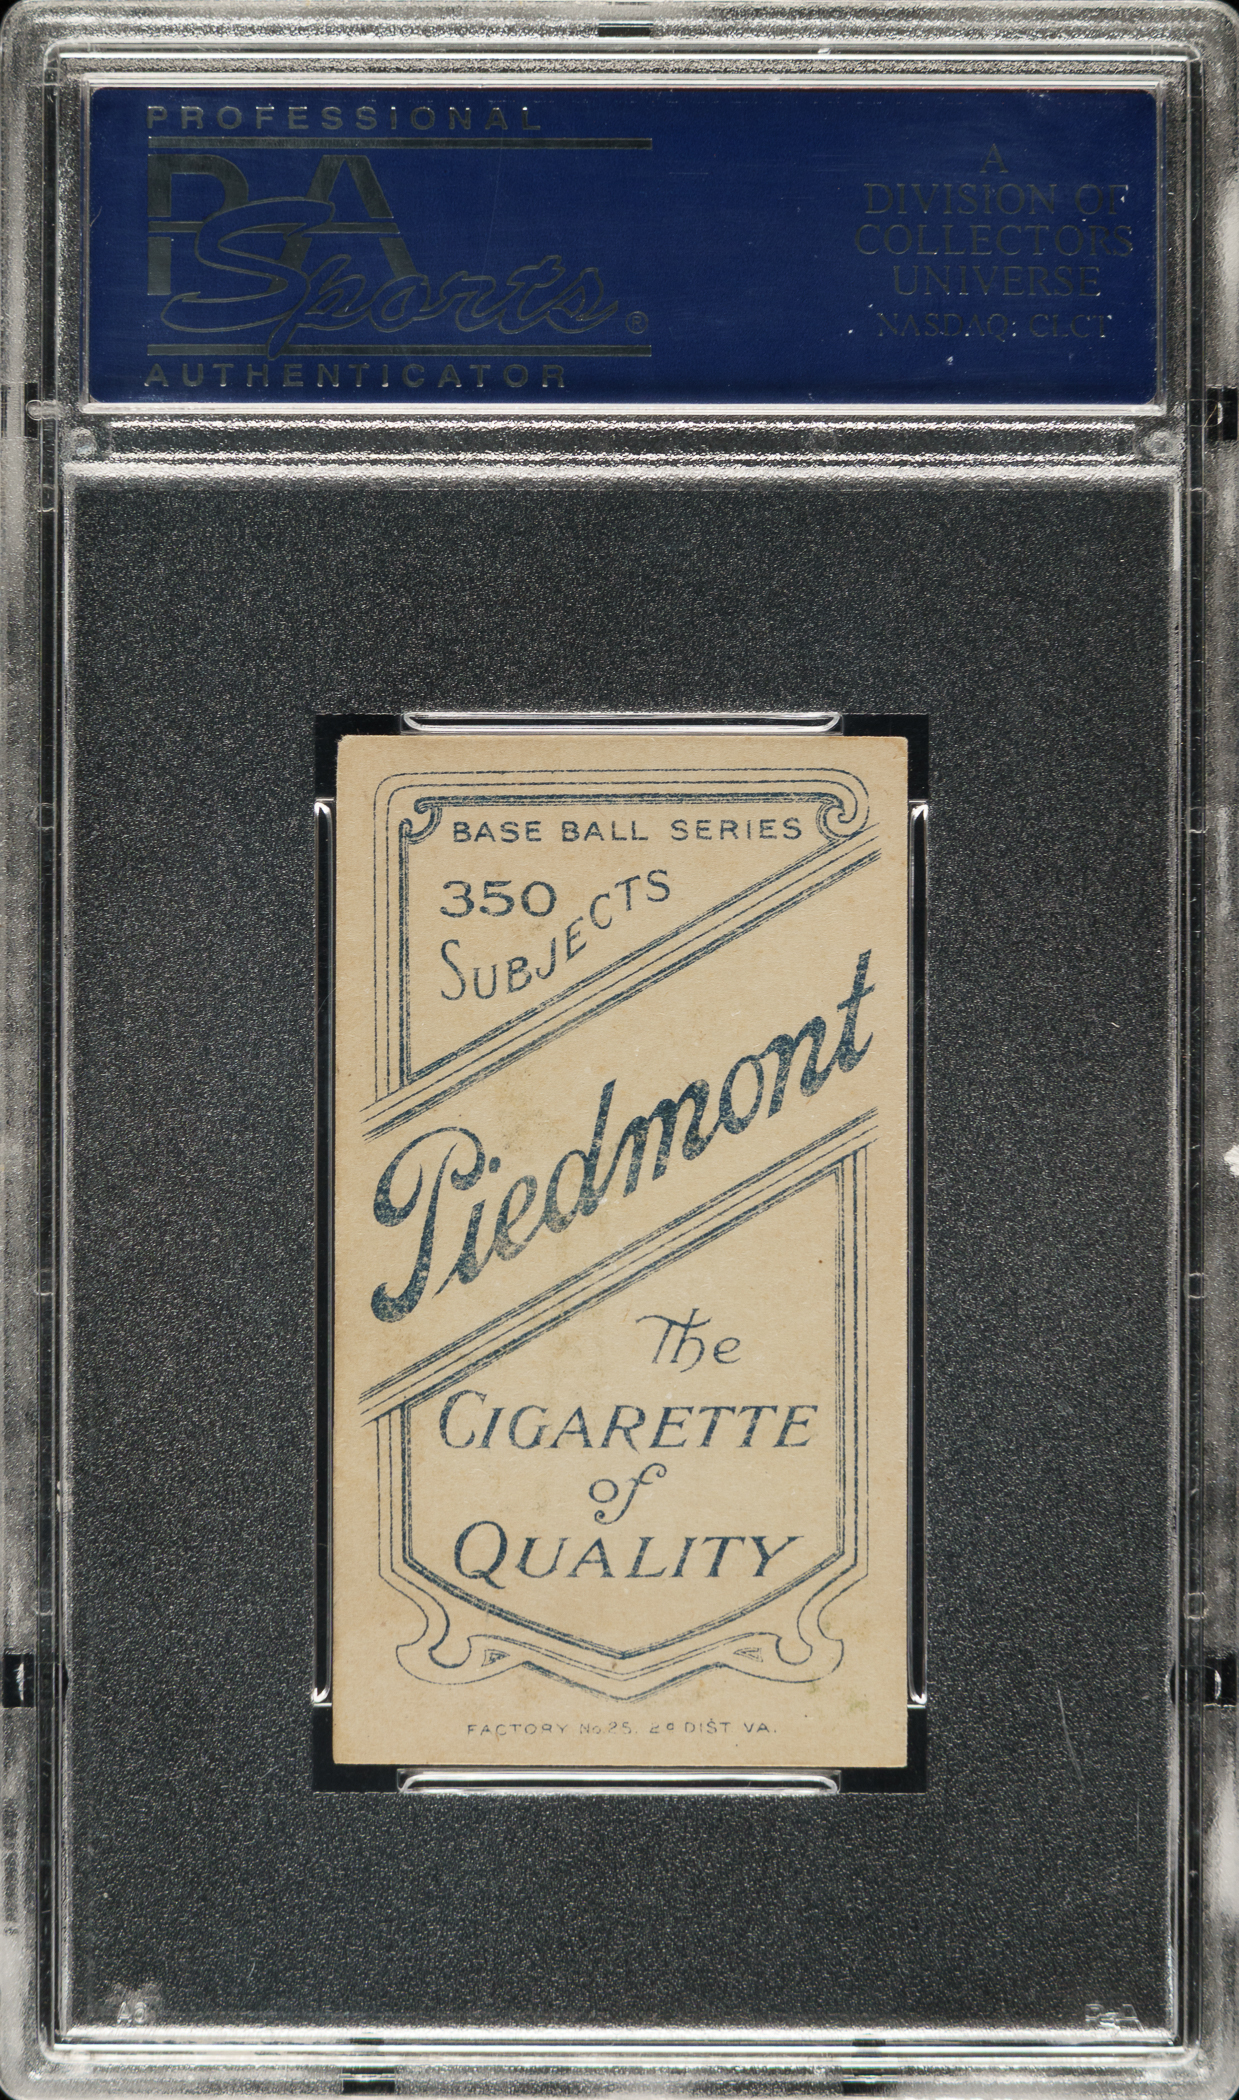 PROFESSIONAL
PSA
Sports®
AUTHENTICATOR
A
DIVISION OF
COLLECTORS
UNIVERSE
NASDAQ: CLCT
BASE BALL SERIES
350
SUBJECTS
Piedmont
The
CIGARETTE
of
QUALITY
FACTORY No. 25. 2d DIST VA.
PSA